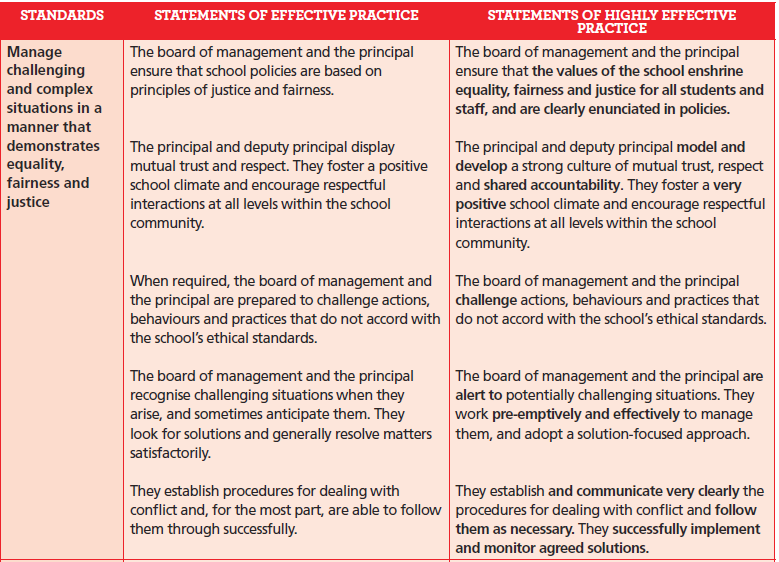 STANDARDS
STATEMENTS OF EFFECTIVE PRACTICE
STATEMENTS OF HIGHLY EFFECTIVE
PRACTICE
Manage
challenging
and complex
situations in a
manner that
demonstrates
equality,
fairness and
justice
The board of management and the principal
ensure that school policies are based on
principles of justice and fairness.
The board of management and the principal
ensure that the values of the school enshrine
equality, fairness and justice for all students and
staff, and are clearly enunciated in policies.
The principal and deputy principal display
mutual trust and respect. They foster a positive
school climate and encourage respectful
interactions at all levels within the school
community.
The principal and deputy principal model and
develop a strong culture of mutual trust, respect
and shared accountability. They foster a very
positive school climate and encourage respectful
interactions at all levels within the school
community.
When required, the board of management and
the principal are prepared to challenge actions,
behaviours and practices that do not accord with
the school's ethical standards.
The board of management and the principal
challenge actions, behaviours and practices that
do not accord with the school's ethical standards.
The board of management and the principal
recognise challenging situations when they
arise, and sometimes anticipate them. They
look for solutions and generally resolve matters
satisfactorily.
The board of management and the principal are
alert to potentially challenging situations. They
work pre-emptively and effectively to manage
them, and adopt a solution-focused approach.
They establish procedures for dealing with
conflict and, for the most part, are able to follow
them through successfully.
They establish and communicate very clearly the
procedures for dealing with conflict and follow
them as necessary. They successfully implement
and monitor agreed solutions.